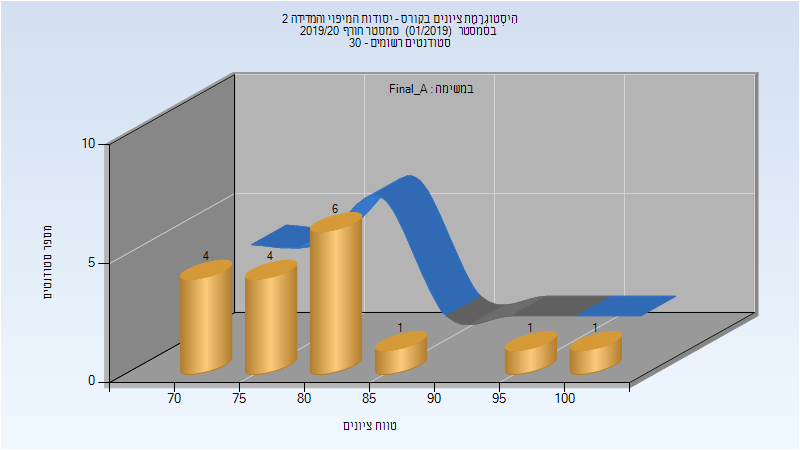 היסטוגרמת ציונים בקורס - יסודות המיפוי והמדידה 2
בסמסטר (01/2019) סמסטר חורף 2019/20
סטודנטים רשומים - 30
במשימה : Final_A
מספר סטודנטים
10
5
0
4
4
6
1
1
1
70
75
80
85
90
95
100
טווח ציונים